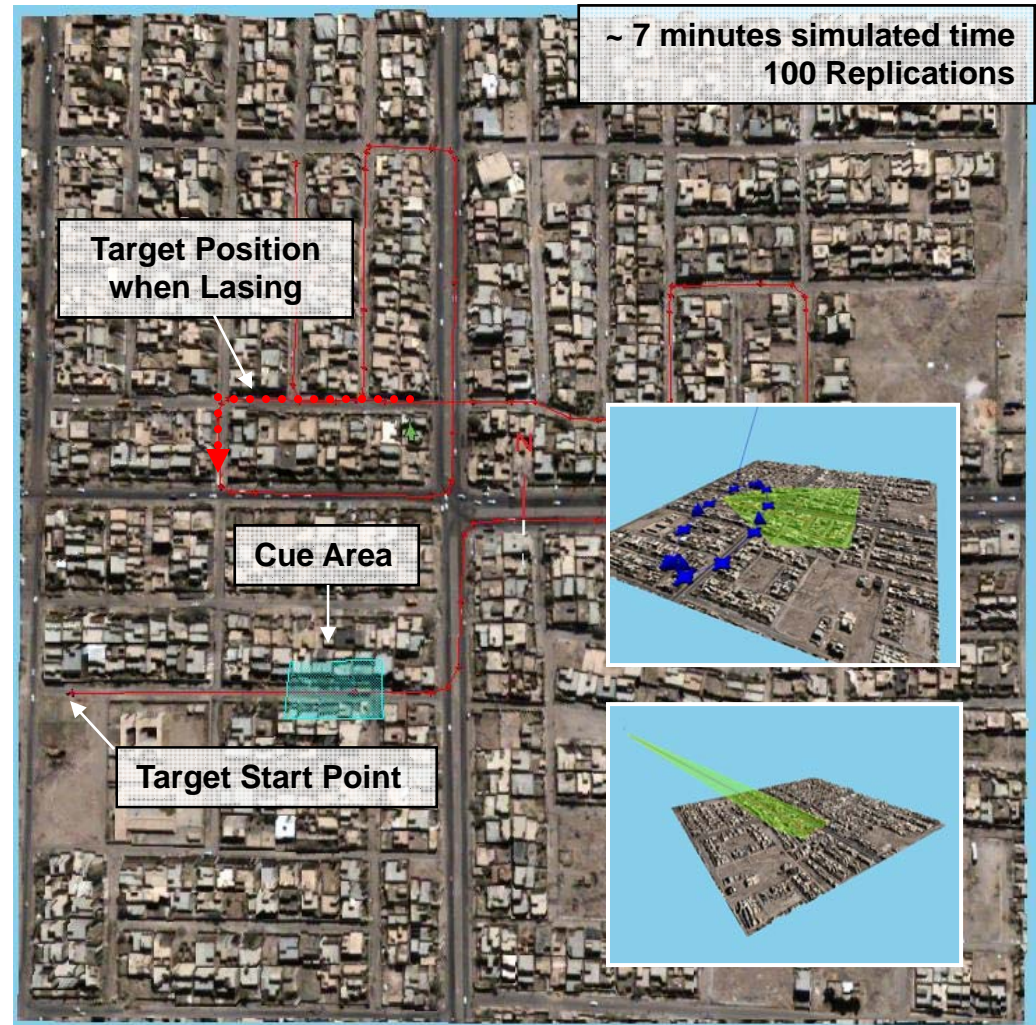 ~ 7 minutes simulated time
100 Replications
Target Position
when Lasing
N
Cue Area
Target Start Point